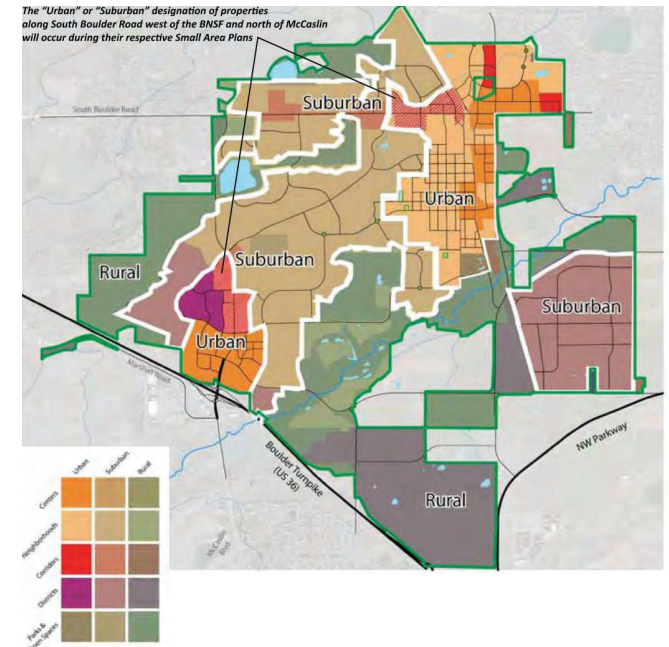 The “Urban” or “Suburban” designation of properties
along South Boulder Road west of the BNSF and north of McCaslin
will occur during their respective Small Area Plans
Suburban
South Boulder Road
Urban
Rural
Suburban
Suburban
Urban
Marshall Road
NW Parkway
Boulder Turnpike
(US 36)
Rural
McCaslin
Blvd.
Urban
Suburban
Rural
Centers
Neighborhoods
Corridors
Districts
Parks &
Open Spaces